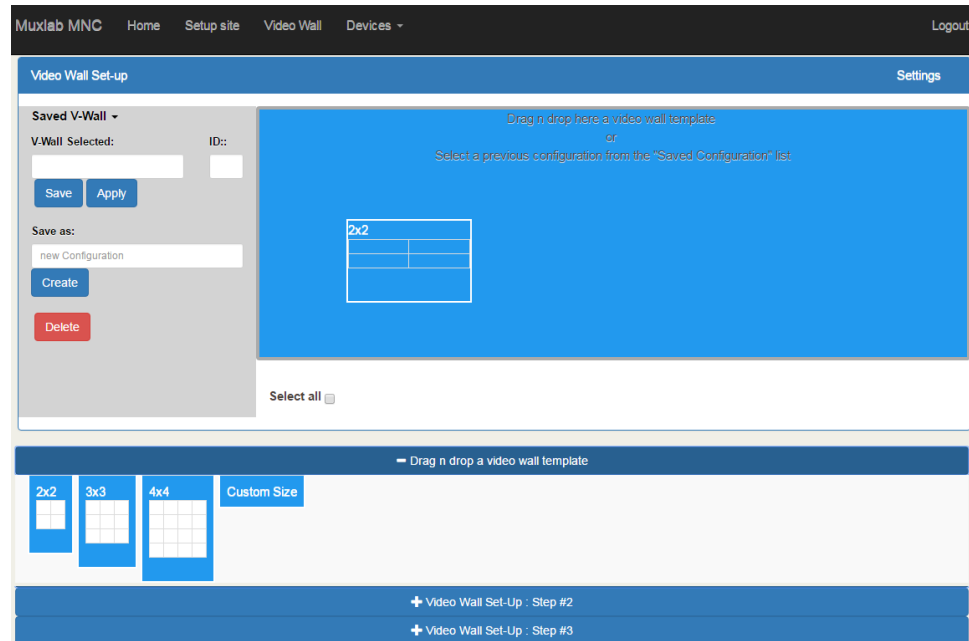 Muxlab MNC Home Setup site Video Wall Devices Logout
Video Wall Set-up Settings
Saved V-Wall
V-Wall Selected: ID::
Save Apply
Save as:
new Configuration
Create
Delete
Drag n drop here a video wall template
or
Select a previous configuration from the "Saved Configuration" list
2x2
Select all
Drag n drop a video wall template
2x2 3x3 4x4 Custom Size
Video Wall Set-Up : Step #2
Video Wall Set-Up : Step #3